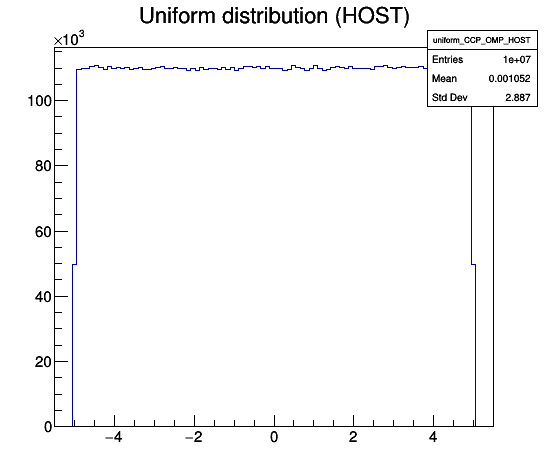 Uniform distribution (HOST)
×10³
uniform_CCP_OMP_HOST
Entries 1e+07
Mean 0.001052
Std Dev 2.887
100
80
60
40
20
0
−4 −2 0 2 4